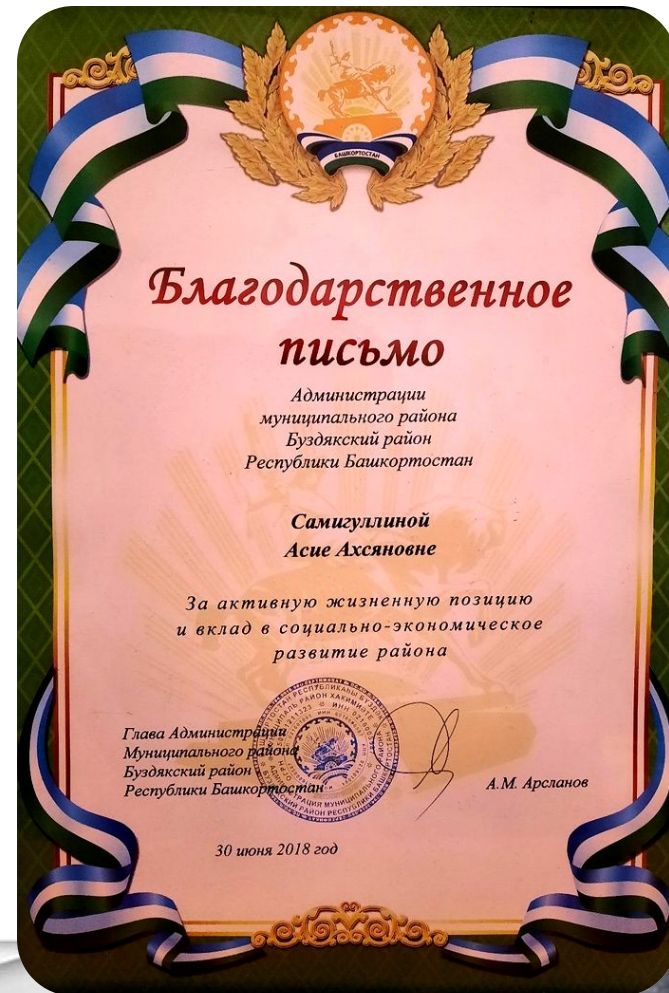 БАШКОРТОСТАН
Благодарственное
письмо
Администрации
муниципального района
Буздякский район
Республики Башкортостан
Самигуллиной
Асие Ахсяновне
За активную жизненную позицию
и вклад в социально-экономическое
развитие района
Глава Администрации
Муниципального района
Буздякский район
Республики Башкортостан
А.М. Арсланов
30 июня 2018 год